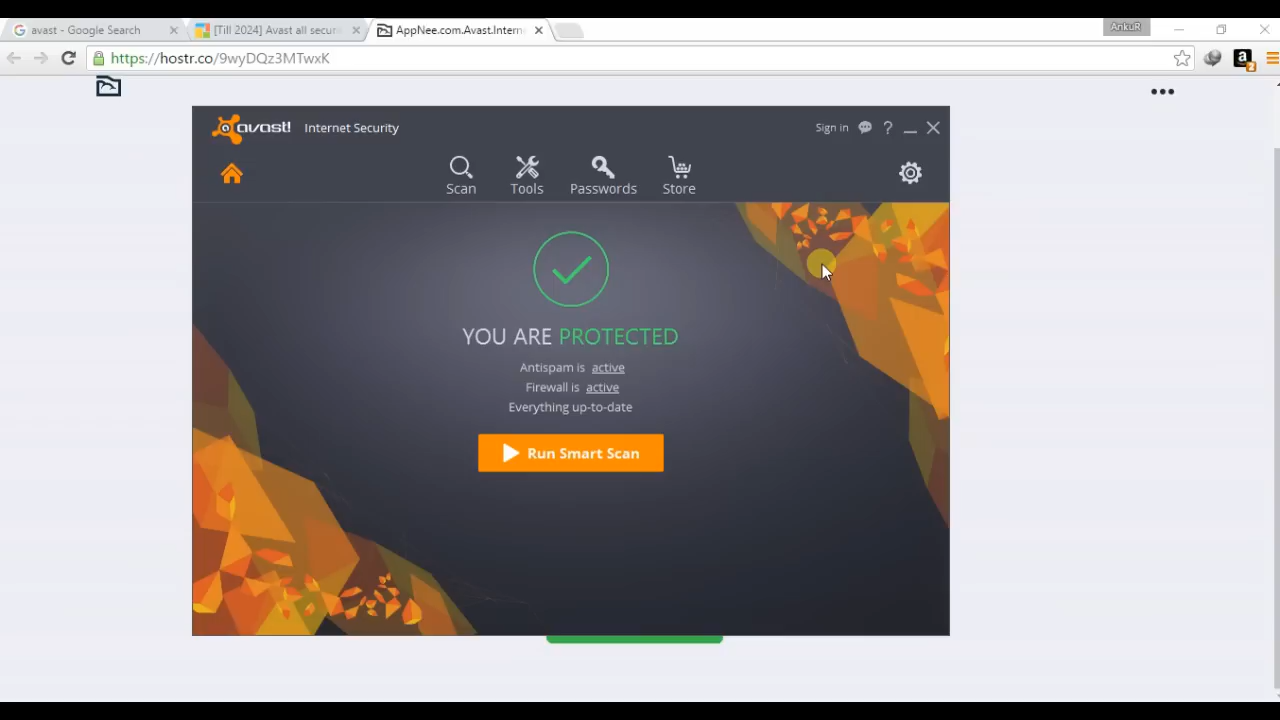 avast - Google Search
[Till 2024] Avast all secur
AppNee.com.Avast.Intern
AnkuR
https://hostr.co/9wyDQz3MTwxK
2
avast! Internet Security
Sign in ?
Scan Tools Passwords Store
YOU ARE PROTECTED
Antispam is active
Firewall is active
Everything up-to-date
Run Smart Scan